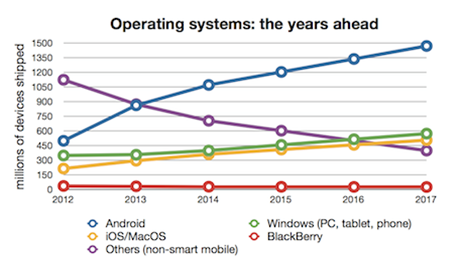 Operating systems: the years ahead
millions of devices shipped
1500
1350
1200
1050
900
750
600
450
300
150
0
2012 2013 2014 2015 2016 2017
Android
iOS/MacOS
Others (non-smart mobile)
Windows (PC, tablet, phone)
BlackBerry